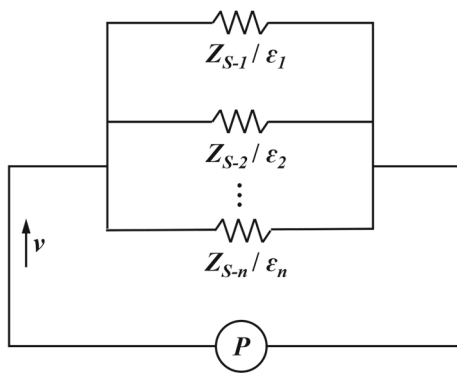 Z_{S-1} / ε_1
Z_{S-2} / ε_2
⋮
Z_{S-n} / ε_n
v
P